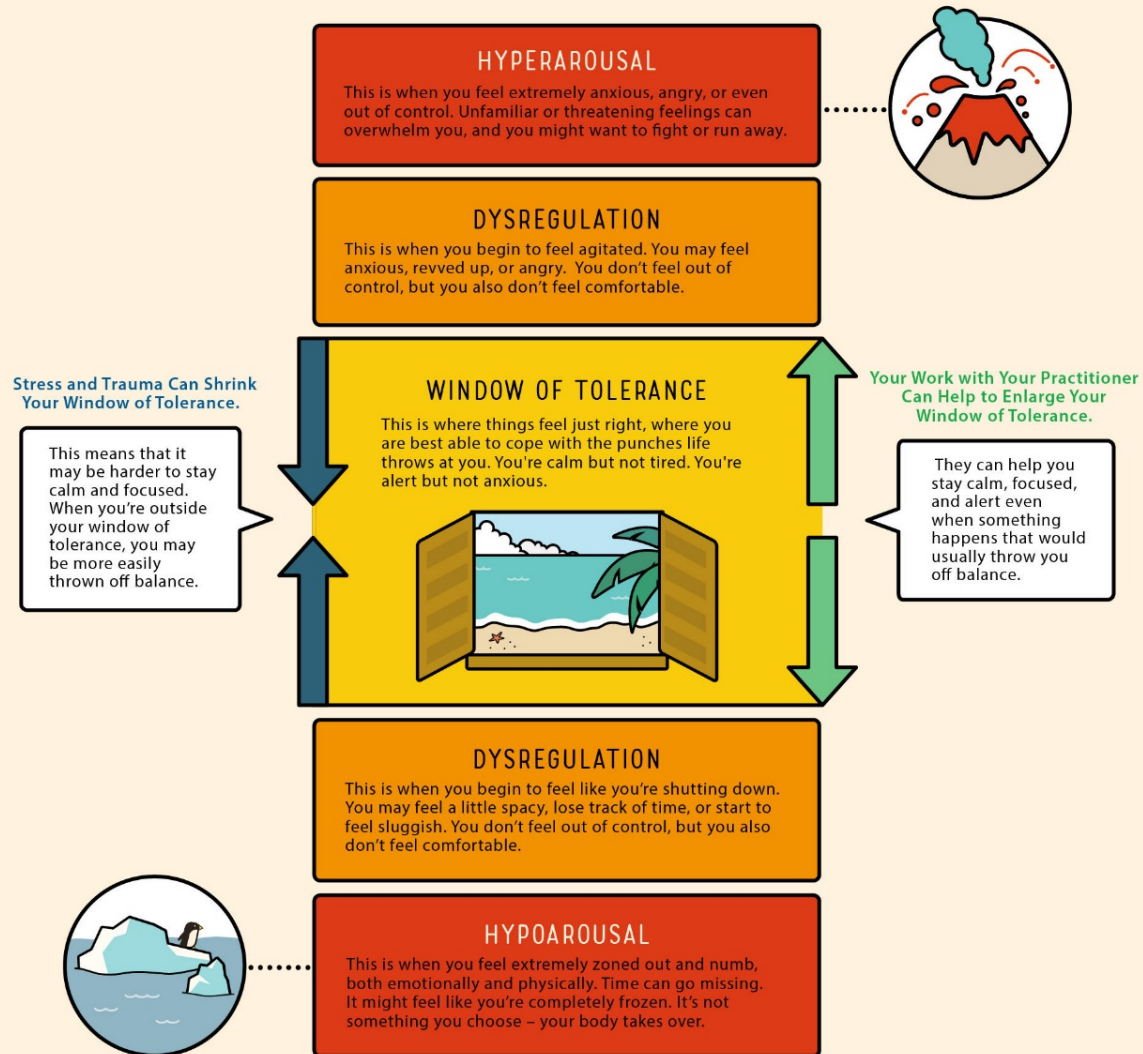 HYPERAROUSAL
This is when you feel extremely anxious, angry, or even
out of control. Unfamiliar or threatening feelings can
overwhelm you, and you might want to fight or run away.
DYSREGULATION
This is when you begin to feel agitated. You may feel
anxious, revved up, or angry.  You don't feel out of
control, but you also don't feel comfortable.
Stress and Trauma Can Shrink
Your Window of Tolerance.
This means that it
may be harder to stay
calm and focused.
When you're outside
your window of
tolerance, you may
be more easily
thrown off balance.
WINDOW OF TOLERANCE
This is where things feel just right, where you
are best able to cope with the punches life
throws at you. You're calm but not tired. You're
alert but not anxious.
Your Work with Your Practitioner
Can Help to Enlarge Your
Window of Tolerance.
They can help you
stay calm, focused,
and alert even
when something
happens that would
usually throw you
off balance.
DYSREGULATION
This is when you begin to feel like you're shutting down.
You may feel a little spacy, lose track of time, or start to
feel sluggish. You don't feel out of control, but you also
don't feel comfortable.
HYPOAROUSAL
This is when you feel extremely zoned out and numb,
both emotionally and physically. Time can go missing.
It might feel like you're completely frozen. It's not
something you choose – your body takes over.